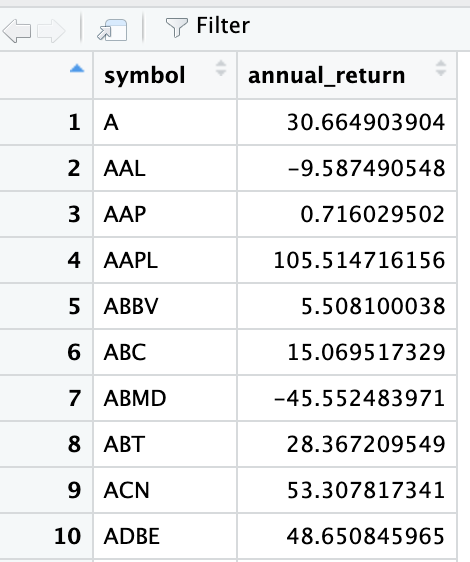 Filter
symbol annual_return
1 A 30.664903904
2 AAL -9.587490548
3 AAP 0.716029502
4 AAPL 105.514716156
5 ABBV 5.508100038
6 ABC 15.069517329
7 ABMD -45.552483971
8 ABT 28.367209549
9 ACN 53.307817341
10 ADBE 48.650845965